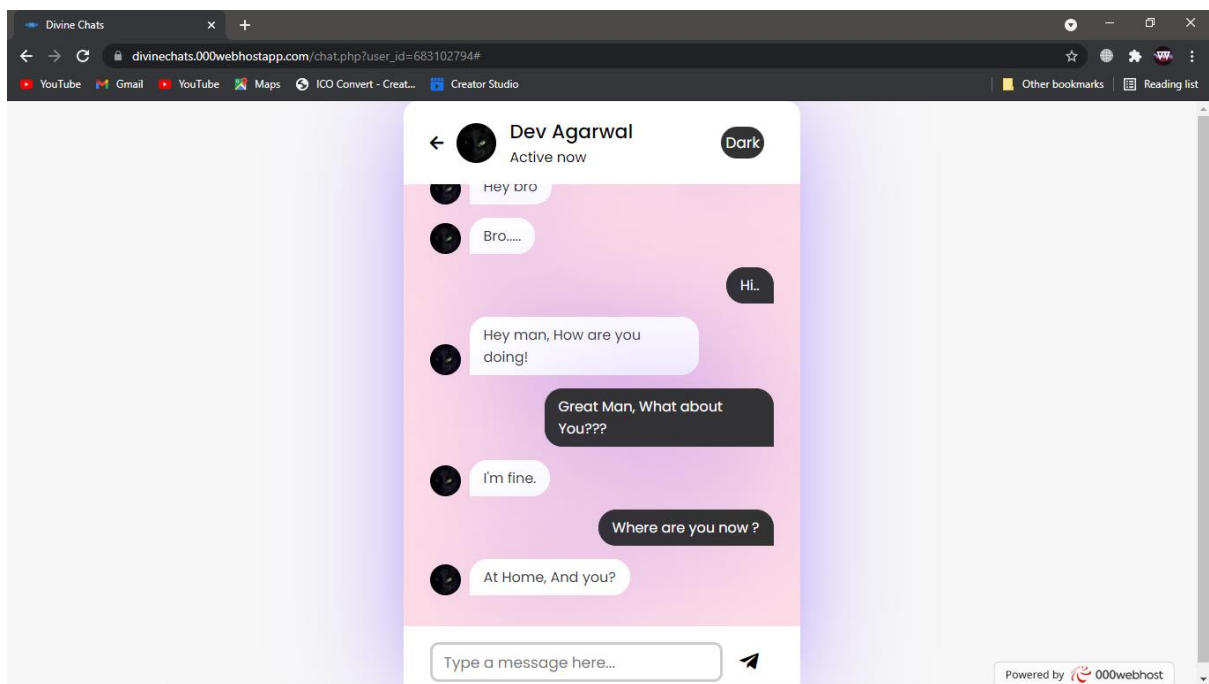 Divine Chats
divinechats.000webhostapp.com/chat.php?user_id=683102794#
YouTube Gmail YouTube Maps ICO Convert - Creat... Creator Studio Other bookmarks Reading list
Dev Agarwal
Active now
Dark
Hey bro
Bro.....
Hi..
Hey man, How are you
doing!
Great Man, What about
You???
I'm fine.
Where are you now ?
At Home, And you?
Type a message here...
Powered by 000webhost